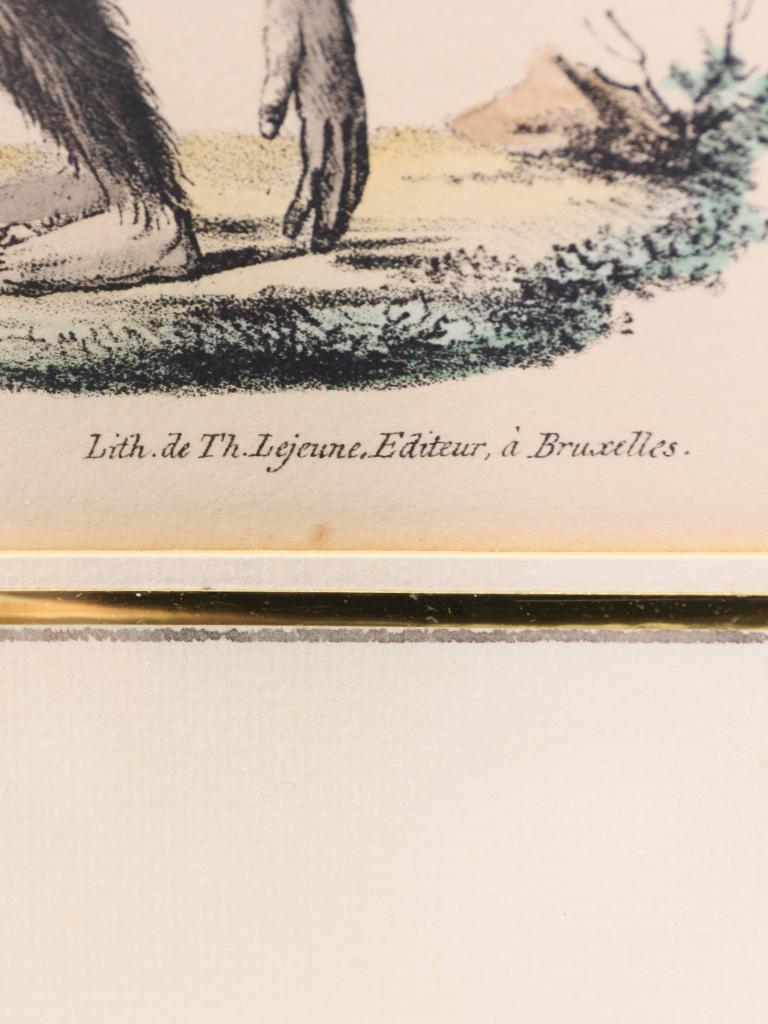 Lith. de Th. Lejeune, Editeur, à Bruxelles.